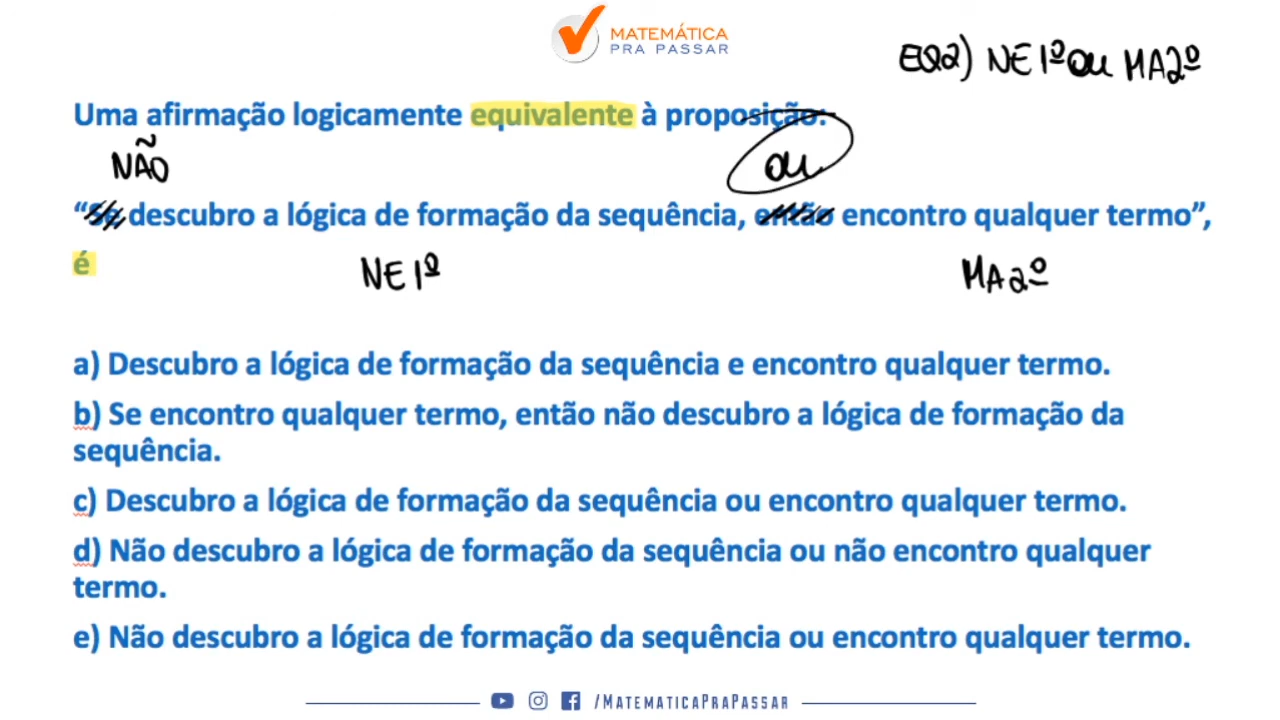 MATEMÁTICA
PRA PASSAR
EQ2) NE 1º ou MA2º
Uma afirmação logicamente equivalente à proposição:
NÃO ou
“Se descubro a lógica de formação da sequência, então encontro qualquer termo”,
é
NE 1º MA2º
a) Descubro a lógica de formação da sequência e encontro qualquer termo.
b) Se encontro qualquer termo, então não descubro a lógica de formação da
sequência.
c) Descubro a lógica de formação da sequência ou encontro qualquer termo.
d) Não descubro a lógica de formação da sequência ou não encontro qualquer
termo.
e) Não descubro a lógica de formação da sequência ou encontro qualquer termo.
/MATEMATICAPRAPASSAR